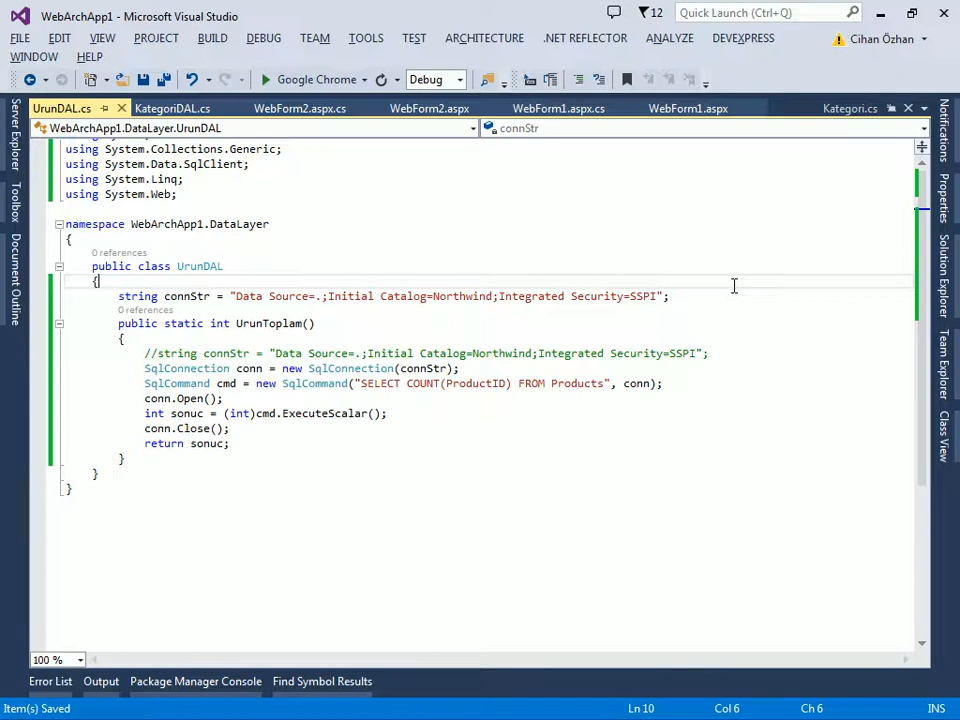 WebArchApp1 - Microsoft Visual Studio
12
Quick Launch (Ctrl+Q)
FILE EDIT VIEW PROJECT BUILD DEBUG TEAM TOOLS TEST ARCHITECTURE .NET REFLECTOR ANALYZE DEVEXPRESS
Cihan Özhan
WINDOW HELP
Google Chrome
Debug
UrunDAL.cs KategoriDAL.cs WebForm2.aspx.cs WebForm2.aspx WebForm1.aspx.cs WebForm1.aspx Kategori.cs
WebArchApp1.DataLayer.UrunDAL connStr
using System.Collections.Generic;
using System.Data.SqlClient;
using System.Linq;
using System.Web;
namespace WebArchApp1.DataLayer
{
0 references
public class UrunDAL
{
string connStr = "Data Source=.;Initial Catalog=Northwind;Integrated Security=SSPI";
0 references
public static int UrunToplam()
{
//string connStr = "Data Source=.;Initial Catalog=Northwind;Integrated Security=SSPI";
SqlConnection conn = new SqlConnection(connStr);
SqlCommand cmd = new SqlCommand("SELECT COUNT(ProductID) FROM Products", conn);
conn.Open();
int sonuc = (int)cmd.ExecuteScalar();
conn.Close();
return sonuc;
}
}
}
Server Explorer
Toolbox
Document Outline
Notifications
Properties
Solution Explorer
Team Explorer
Class View
100 %
Error List Output Package Manager Console Find Symbol Results
Item(s) Saved
Ln 10 Col 6 Ch 6 INS